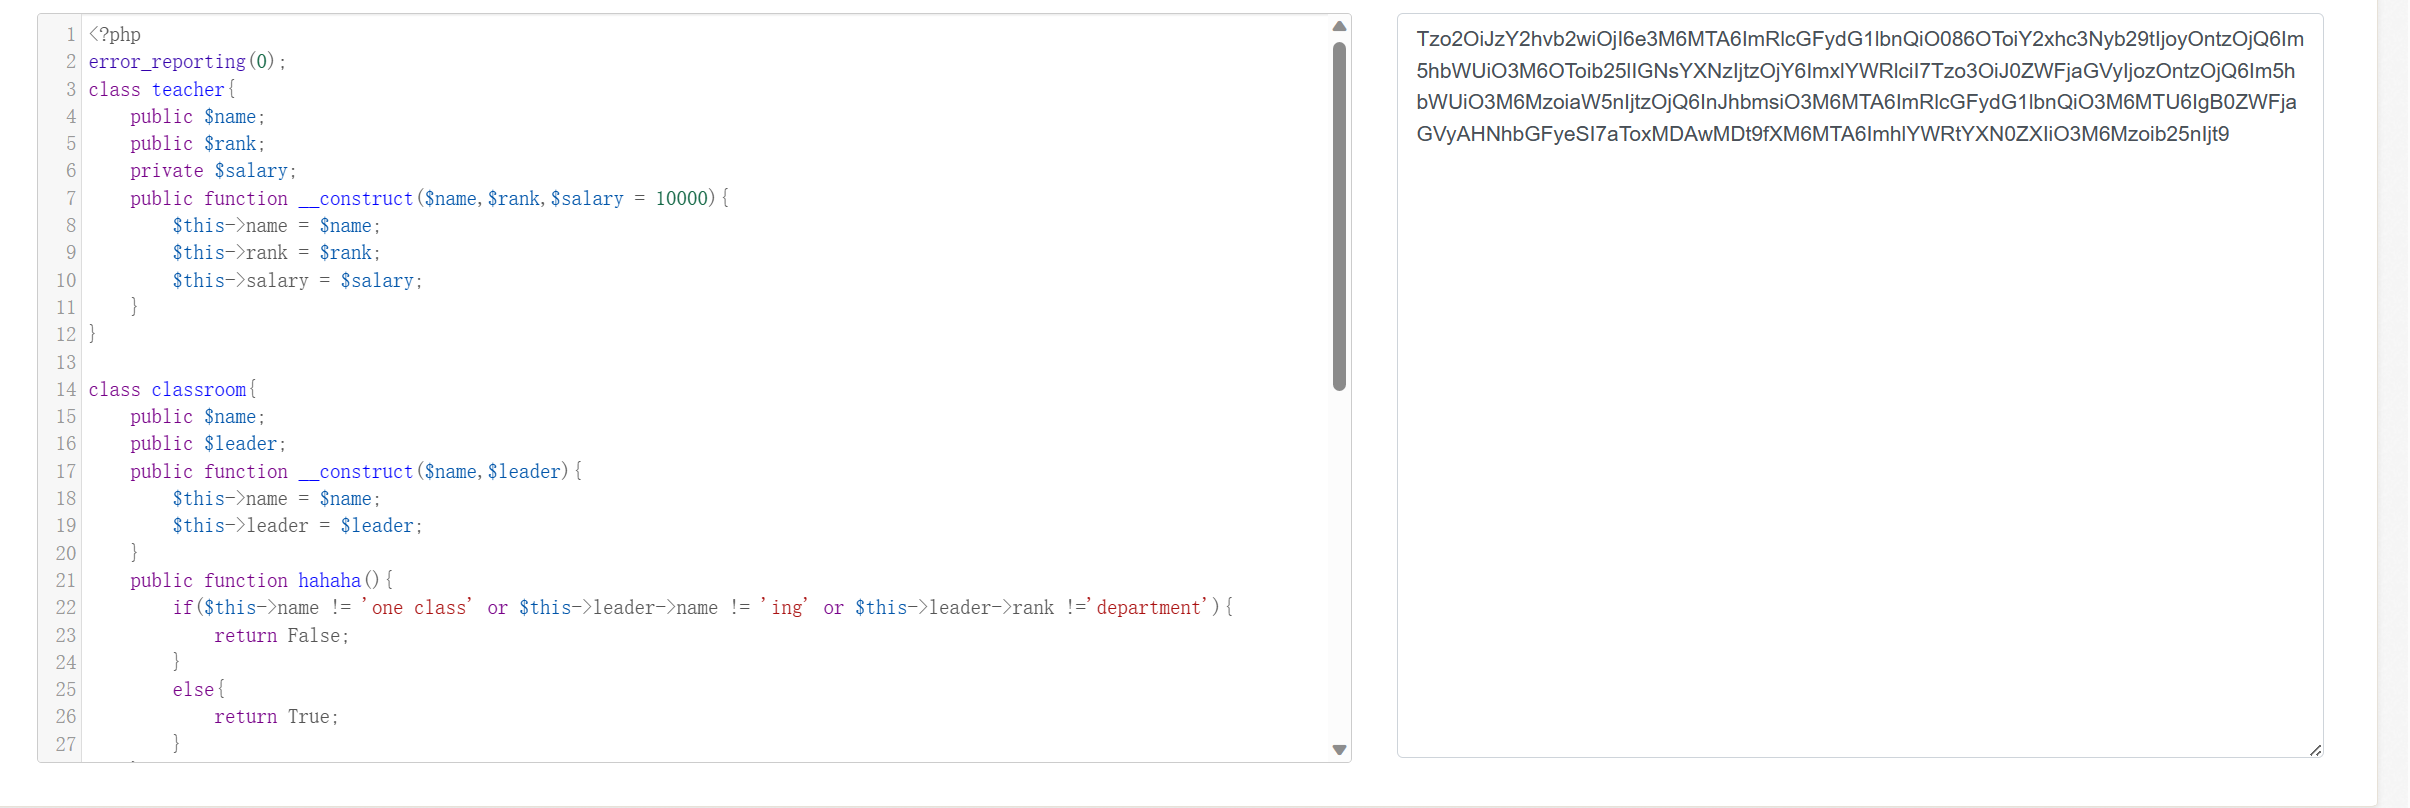 1 <?php
2 error_reporting(0);
3 class teacher{
4 public $name;
5 public $rank;
6 private $salary;
7 public function __construct($name,$rank,$salary = 10000){
8 $this->name = $name;
9 $this->rank = $rank;
10 $this->salary = $salary;
11 }
12 }
13
14 class classroom{
15 public $name;
16 public $leader;
17 public function __construct($name,$leader){
18 $this->name = $name;
19 $this->leader = $leader;
20 }
21 public function hahaha(){
22 if($this->name != 'one class' or $this->leader->name != 'ing' or $this->leader->rank !='department'){
23 return False;
24 }
25 else{
26 return True;
27 }
Tzo2OiJzY2hvb2wiOjI6e3M6MTA6ImRlcGFydG1lbnQiO086OToiY2xhc3Nyb29tIjoyOntzOjQ6Im
5hbWUiO3M6OToib25lIGNsYXNzIjtzOjY6ImxlYWRlciI7Tzo3OiJ0ZWFjaGVyIjozOntzOjQ6Im5h
bWUiO3M6MzoiaW5nIjtzOjQ6InJhbmsiO3M6MTA6ImRlcGFydG1lbnQiO3M6MTU6IgB0ZWFja
GVyAHNhbGFyeSI7aToxMDAwMDt9fXM6MTA6ImhlYWRtYXN0ZXIiO3M6Mzoib25nIjt9